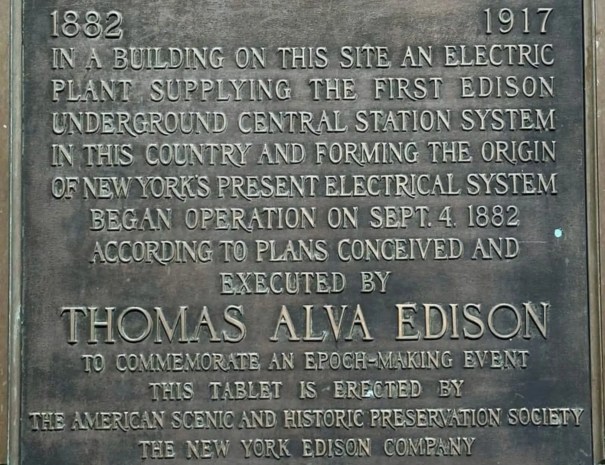 1882 1917
IN A BUILDING ON THIS SITE AN ELECTRIC
PLANT SUPPLYING THE FIRST EDISON
UNDERGROUND CENTRAL STATION SYSTEM
IN THIS COUNTRY AND FORMING THE ORIGIN
OF NEW YORK'S PRESENT ELECTRICAL SYSTEM
BEGAN OPERATION ON SEPT. 4. 1882
ACCORDING TO PLANS CONCEIVED AND
EXECUTED BY
THOMAS ALVA EDISON
TO COMMEMORATE AN EPOCH-MAKING EVENT
THIS TABLET IS ERECTED BY
THE AMERICAN SCENIC AND HISTORIC PRESERVATION SOCIETY
THE NEW YORK EDISON COMPANY